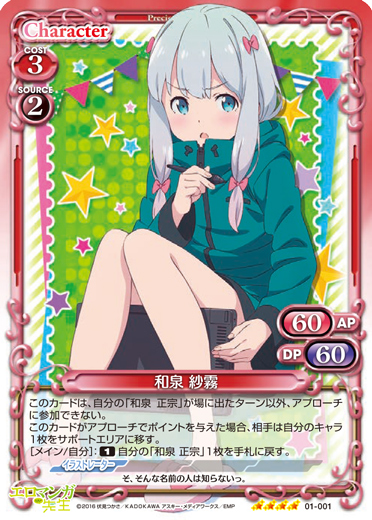 Precio
Character
COST
3
SOURCE
2
60 AP
DP 60
和泉 紗霧
このカードは、自分の「和泉 正宗」が場に出たターン以外、アプローチ
に参加できない。
このカードがアプローチでポイントを与えた場合、相手は自分のキャラ
1枚をサポートエリアに移す。
[メイン/自分]：1 自分の「和泉 正宗」1枚を手札に戻す。
イラストレーター
そ、そんな名前の人は知らないっ。
エロマンガ
先生
©2016 伏見つかさ/KADOKAWA アスキー・メディアワークス/EMP
01-001